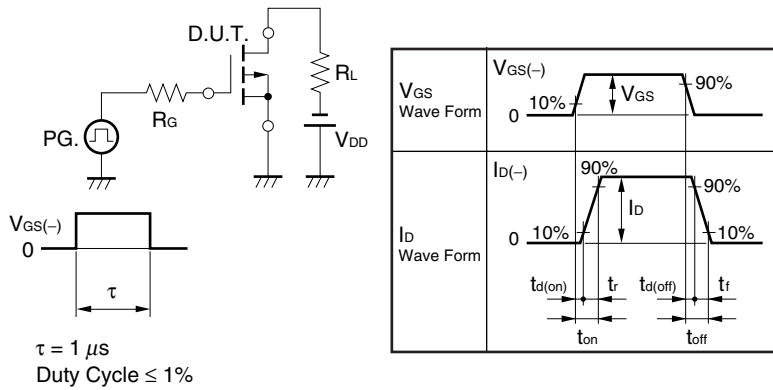 D.U.T.
RL
RG
PG.
VDD
VGS(−)
0
τ
τ = 1 μs
Duty Cycle ≤ 1%
VGS
Wave Form
VGS(−)
10%
0
VGS
90%
ID
Wave Form
ID(−)
90%
90%
ID
10%
0
10%
td(on)
tr
td(off)
tf
ton
toff